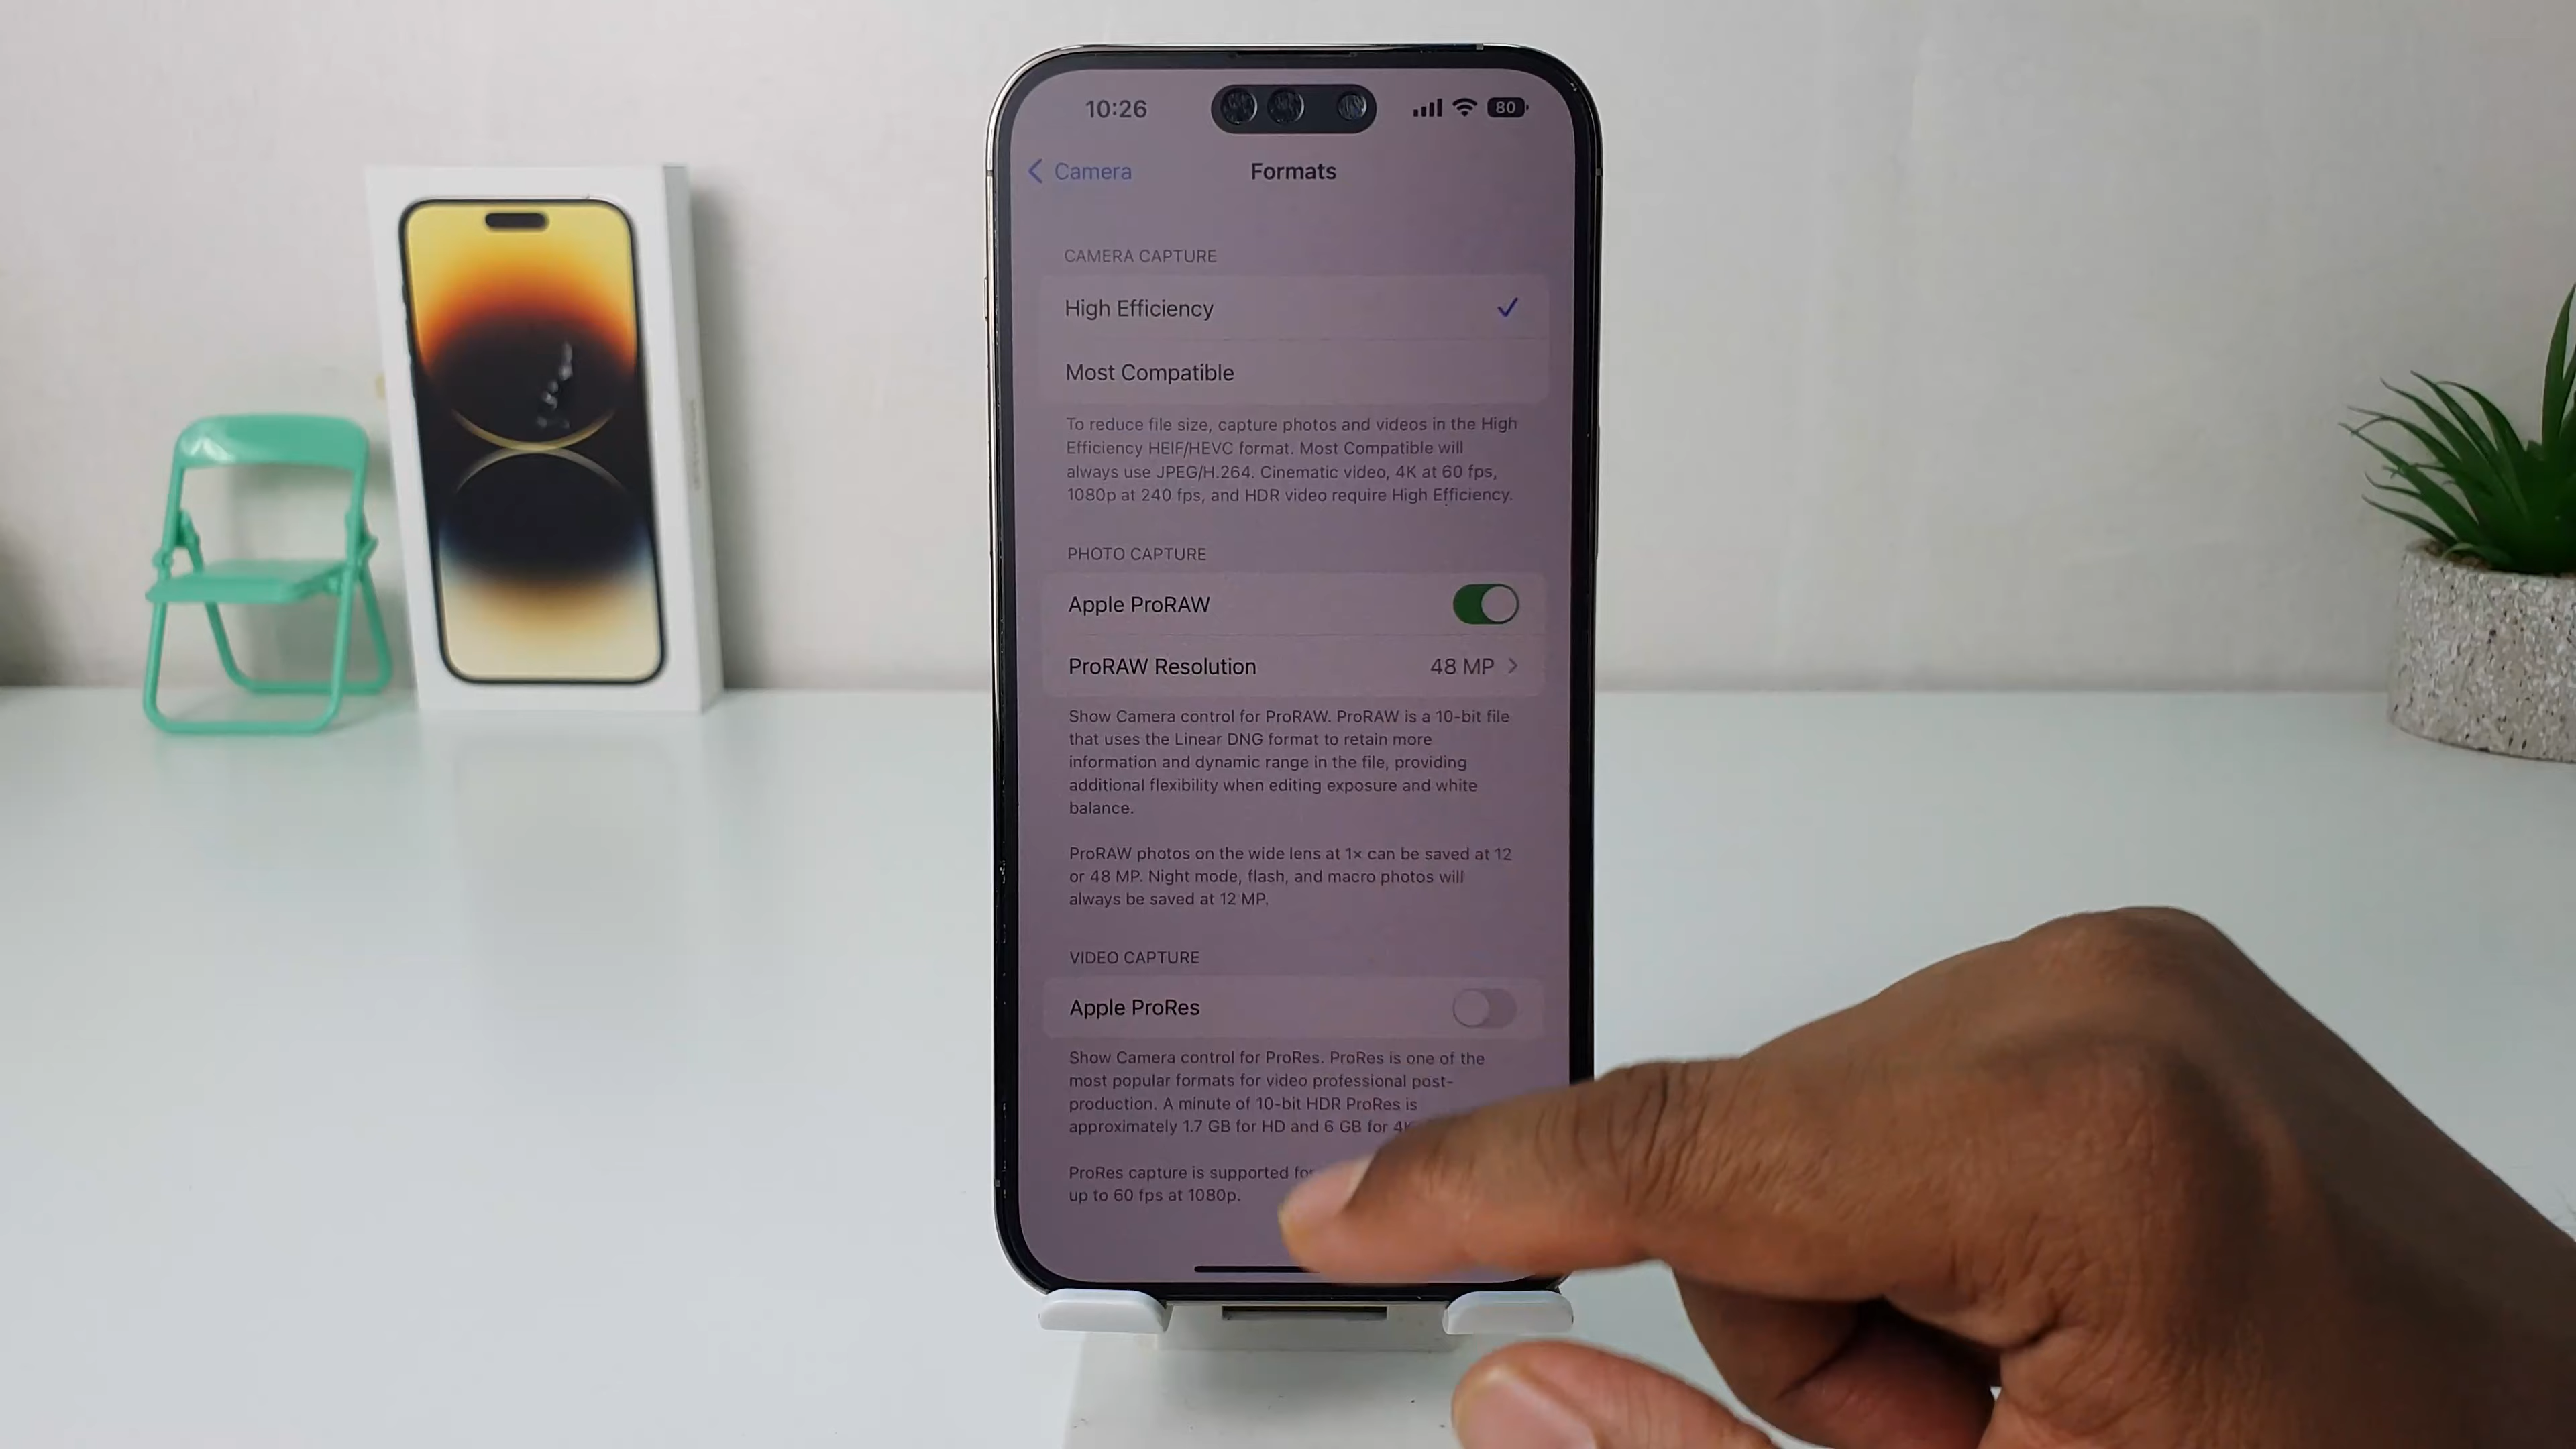 10:26
80
Camera
Formats
CAMERA CAPTURE
High Efficiency
Most Compatible
To reduce file size, capture photos and videos in the High
Efficiency HEIF/HEVC format. Most Compatible will
always use JPEG/H.264. Cinematic video, 4K at 60 fps,
1080p at 240 fps, and HDR video require High Efficiency.
PHOTO CAPTURE
Apple ProRAW
ProRAW Resolution 48 MP
Show Camera control for ProRAW. ProRAW is a 10-bit file
that uses the Linear DNG format to retain more
information and dynamic range in the file, providing
additional flexibility when editing exposure and white
balance.
ProRAW photos on the wide lens at 1× can be saved at 12
or 48 MP. Night mode, flash, and macro photos will
always be saved at 12 MP.
VIDEO CAPTURE
Apple ProRes
Show Camera control for ProRes. ProRes is one of the
most popular formats for video professional post-
production. A minute of 10-bit HDR ProRes is
approximately 1.7 GB for HD and 6 GB for
ProRes capture is supported
up to 60 fps at 1080p.